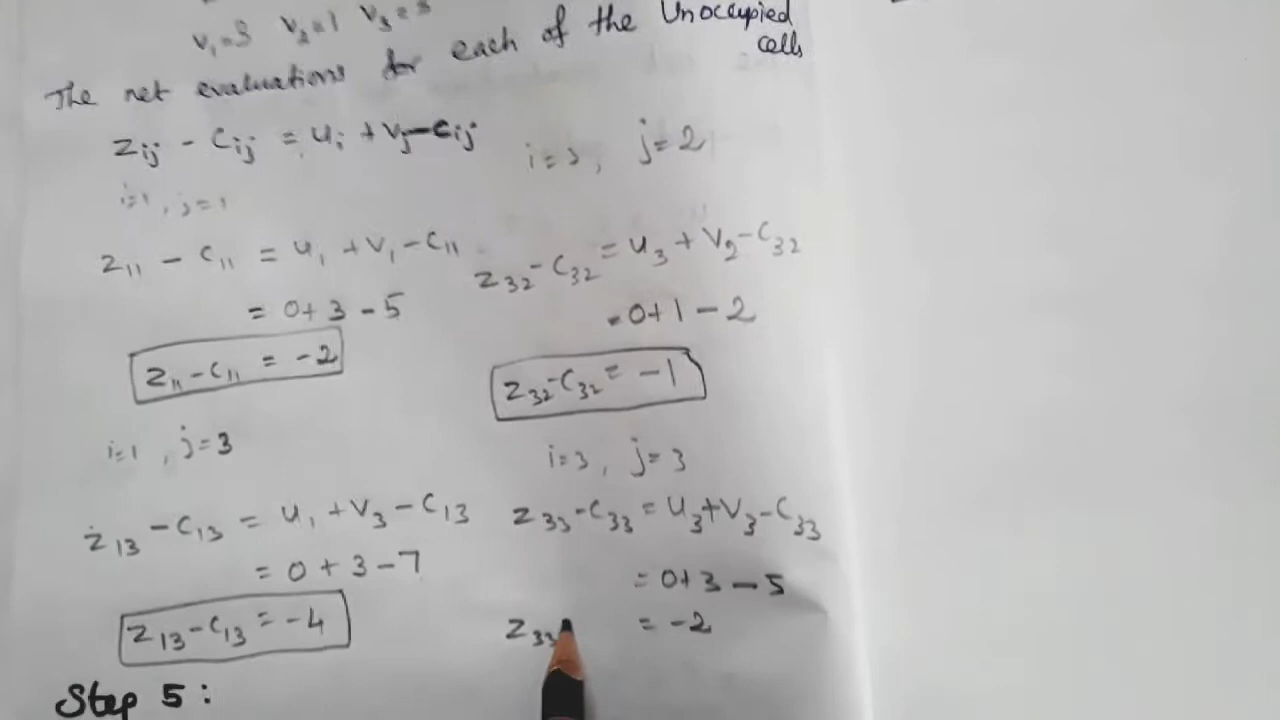 v₁=3 v₂=1 v₃=3
The net evaluations for each of the Unoccupied
cells
Zij - Cij = ui + vj - cij
i=1, j=1
Z₁₁ - C₁₁ = u₁ + v₁ - C₁₁
= 0+3-5
Z₁₁-C₁₁ = -2
i=1, j=3
Z₁₃ - C₁₃ = u₁ + v₃ - C₁₃
= 0+3-7
Z₁₃-C₁₃ = -4
Step 5:
i=3, j=2
Z₃₂-C₃₂ = u₃ + v₂ - C₃₂
=0+1-2
Z₃₂-C₃₂ = -1
i=3, j=3
Z₃₃-C₃₃ = u₃+v₃-C₃₃
= 0+3-5
Z₃₃ = -2